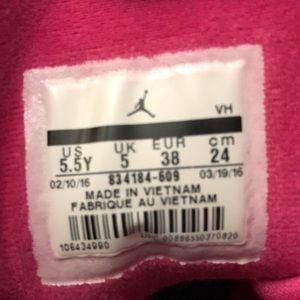 VH
US UK EUR cm
5.5Y 5 38 24
02/10/16 834184-609 03/19/16
MADE IN VIETNAM
FABRIQUE AU VIETNAM
106434990
00886550370820